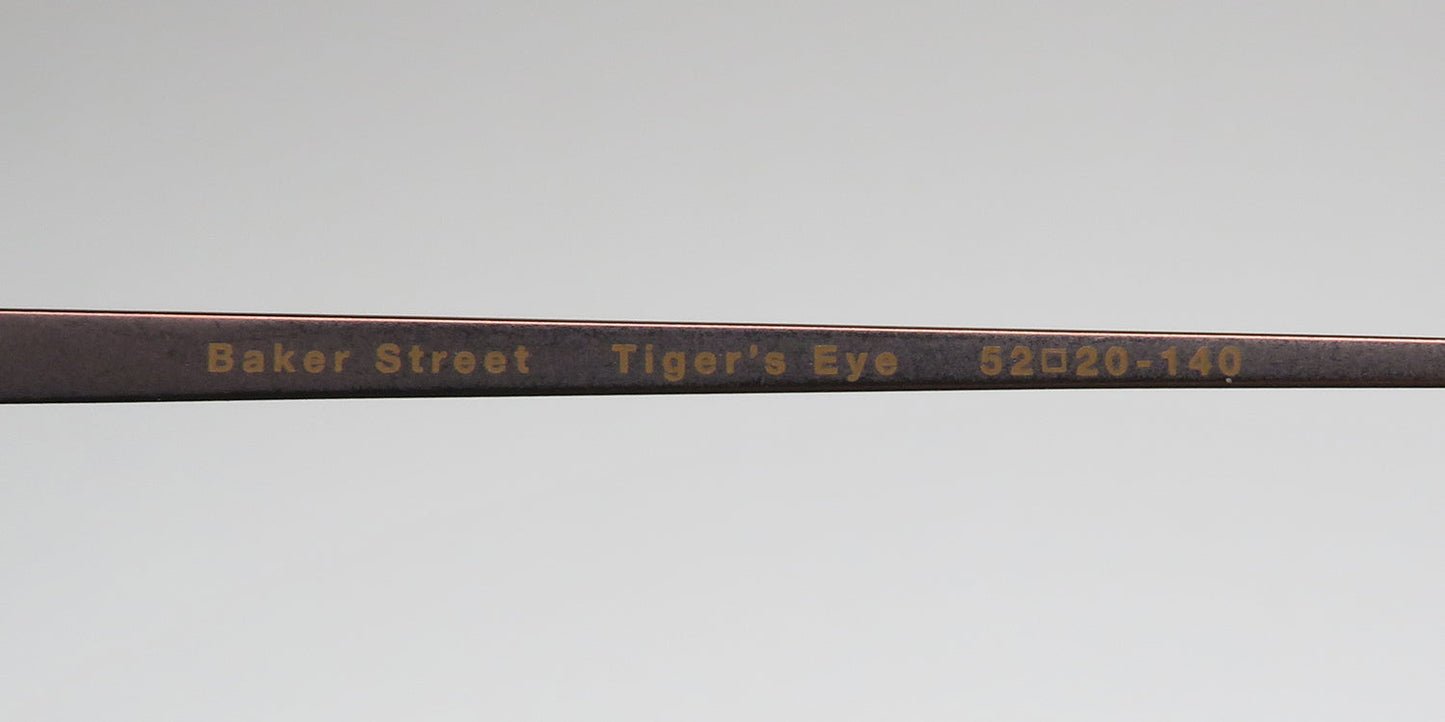 Baker Street Tiger's Eye 52□20-140